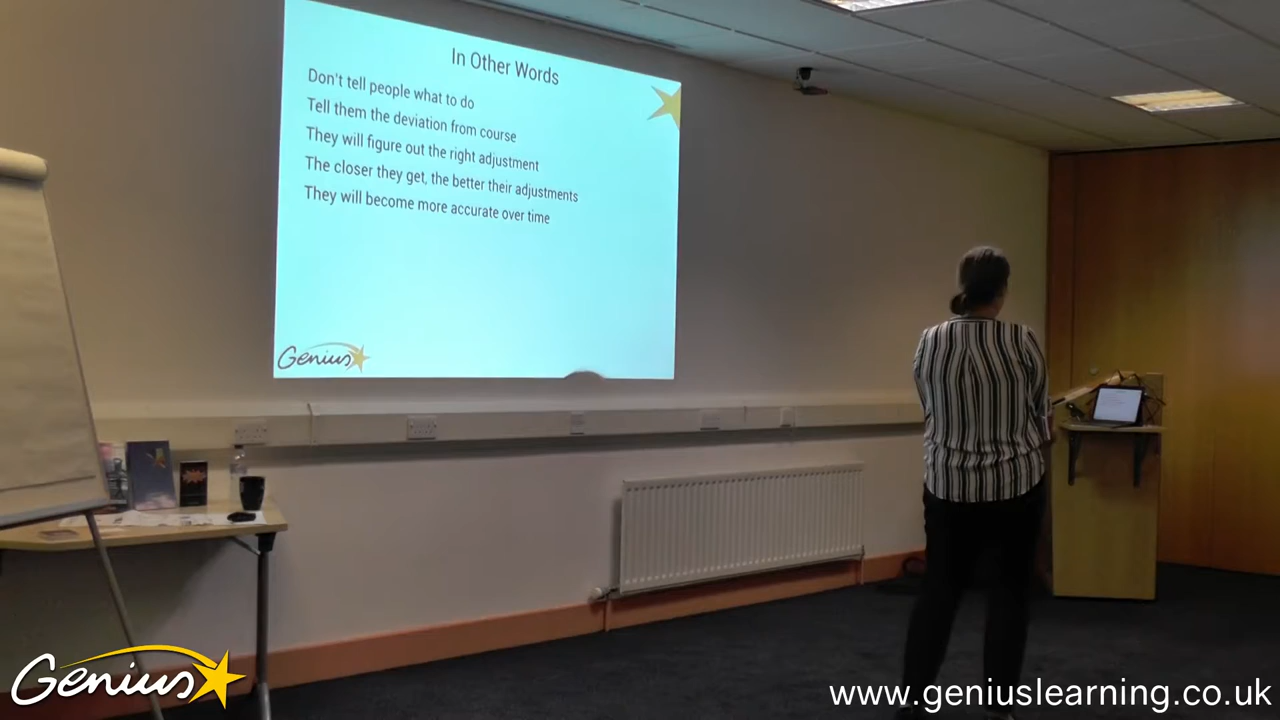 In Other Words
Don't tell people what to do
Tell them the deviation from course
They will figure out the right adjustment
The closer they get, the better their adjustments
They will become more accurate over time
Genius
Genius
www.geniuslearning.co.uk